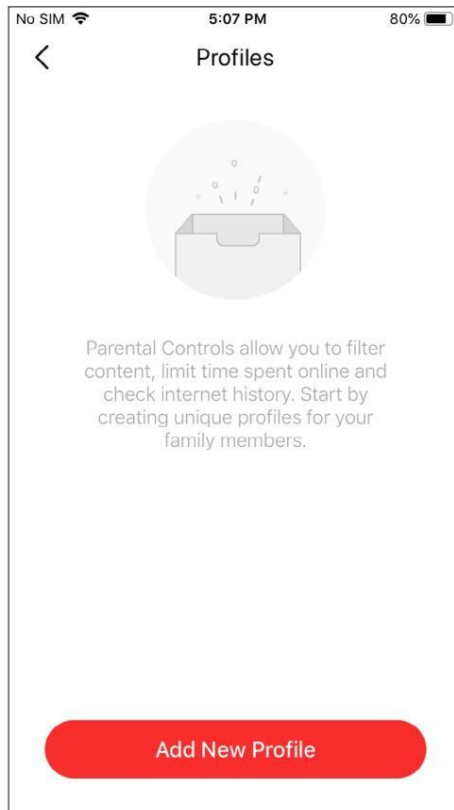 No SIM 5:07 PM 80%
Profiles
Parental Controls allow you to filter
content, limit time spent online and
check internet history. Start by
creating unique profiles for your
family members.
Add New Profile